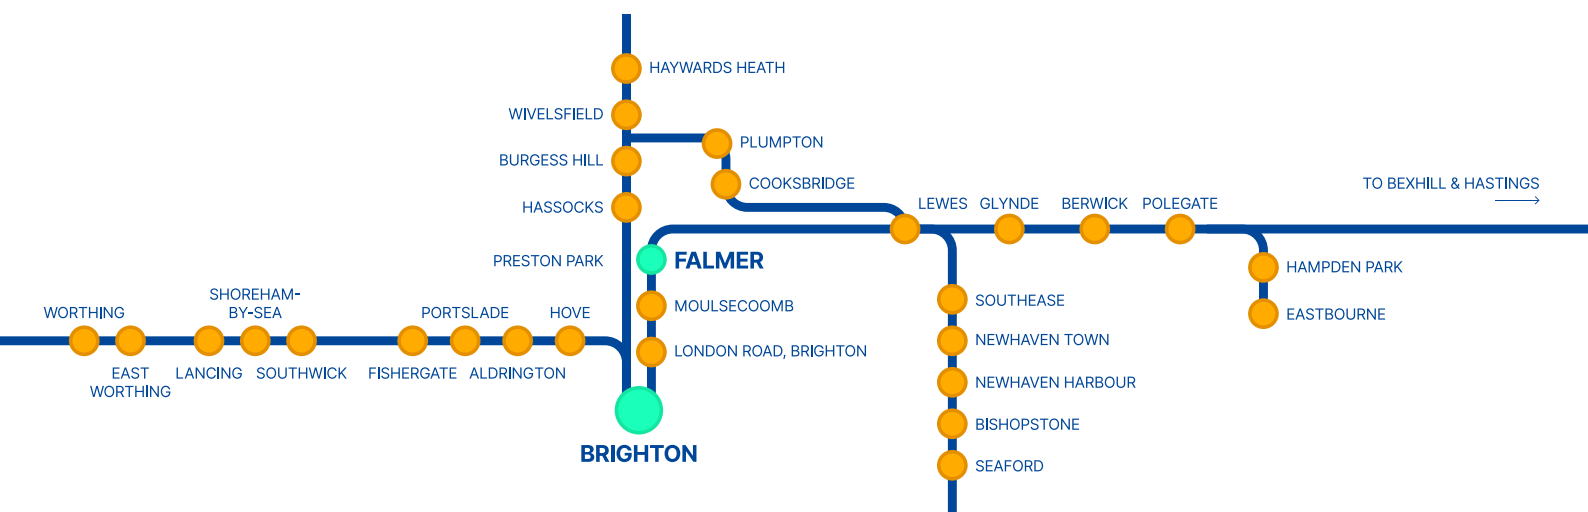 HAYWARDS HEATH
WIVELSFIELD
PLUMPTON
BURGESS HILL
COOKSBRIDGE
TO BEXHILL & HASTINGS
HASSOCKS
LEWES
GLYNDE
BERWICK
POLEGATE
PRESTON PARK
FALMER
HAMPDEN PARK
SHOREHAM-
BY-SEA
WORTHING
PORTSLADE
HOVE
MOULSECOOMB
SOUTHEASE
EASTBOURNE
NEWHAVEN TOWN
LONDON ROAD, BRIGHTON
EAST
WORTHING
LANCING
SOUTHWICK
FISHERGATE
ALDRINGTON
NEWHAVEN HARBOUR
BISHOPSTONE
BRIGHTON
SEAFORD